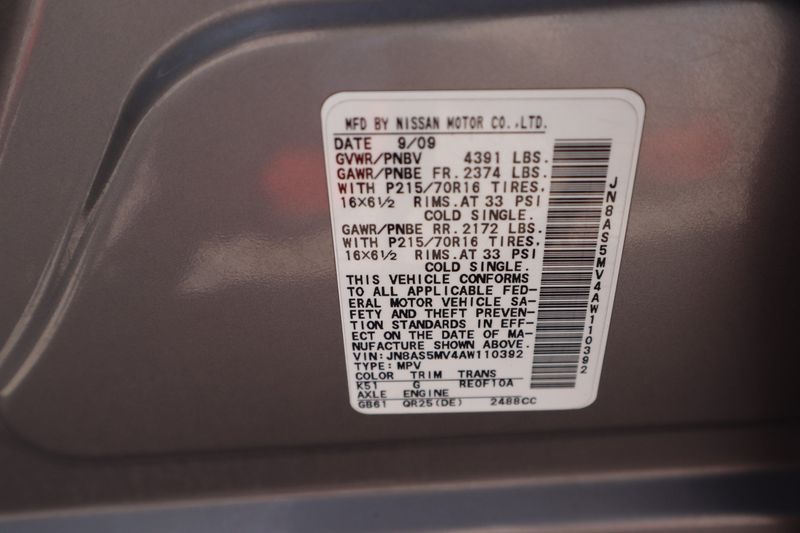 MFD BY NISSAN MOTOR CO.,LTD.
DATE 9/09
GVWR/PNBV 4391 LBS.
GAWR/PNBE FR. 2374 LBS.
WITH P215/70R16 TIRES.
16×6½ RIMS.AT 33 PSI
COLD SINGLE.
GAWR/PNBE RR. 2172 LBS.
WITH P215/70R16 TIRES.
16×6½ RIMS.AT 33 PSI
COLD SINGLE.
THIS VEHICLE CONFORMS
TO ALL APPLICABLE FED-
ERAL MOTOR VEHICLE SA-
FETY AND THEFT PREVEN-
TION STANDARDS IN EFF-
ECT ON THE DATE OF MA-
NUFACTURE SHOWN ABOVE.
VIN:JN8AS5MV4AW110392
TYPE:MPV
COLOR TRIM TRANS
K51 G RE0F10A
AXLE ENGINE
GB61 QR25(DE) 2488CC
JN8AS5MV4AW110392